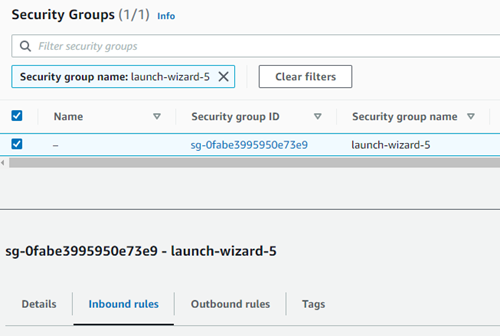 Security Groups (1/1) Info
Filter security groups
Security group name: launch-wizard-5 Clear filters
Name Security group ID Security group name
– sg-0fabe3995950e73e9 launch-wizard-5
sg-0fabe3995950e73e9 - launch-wizard-5
Details Inbound rules Outbound rules Tags